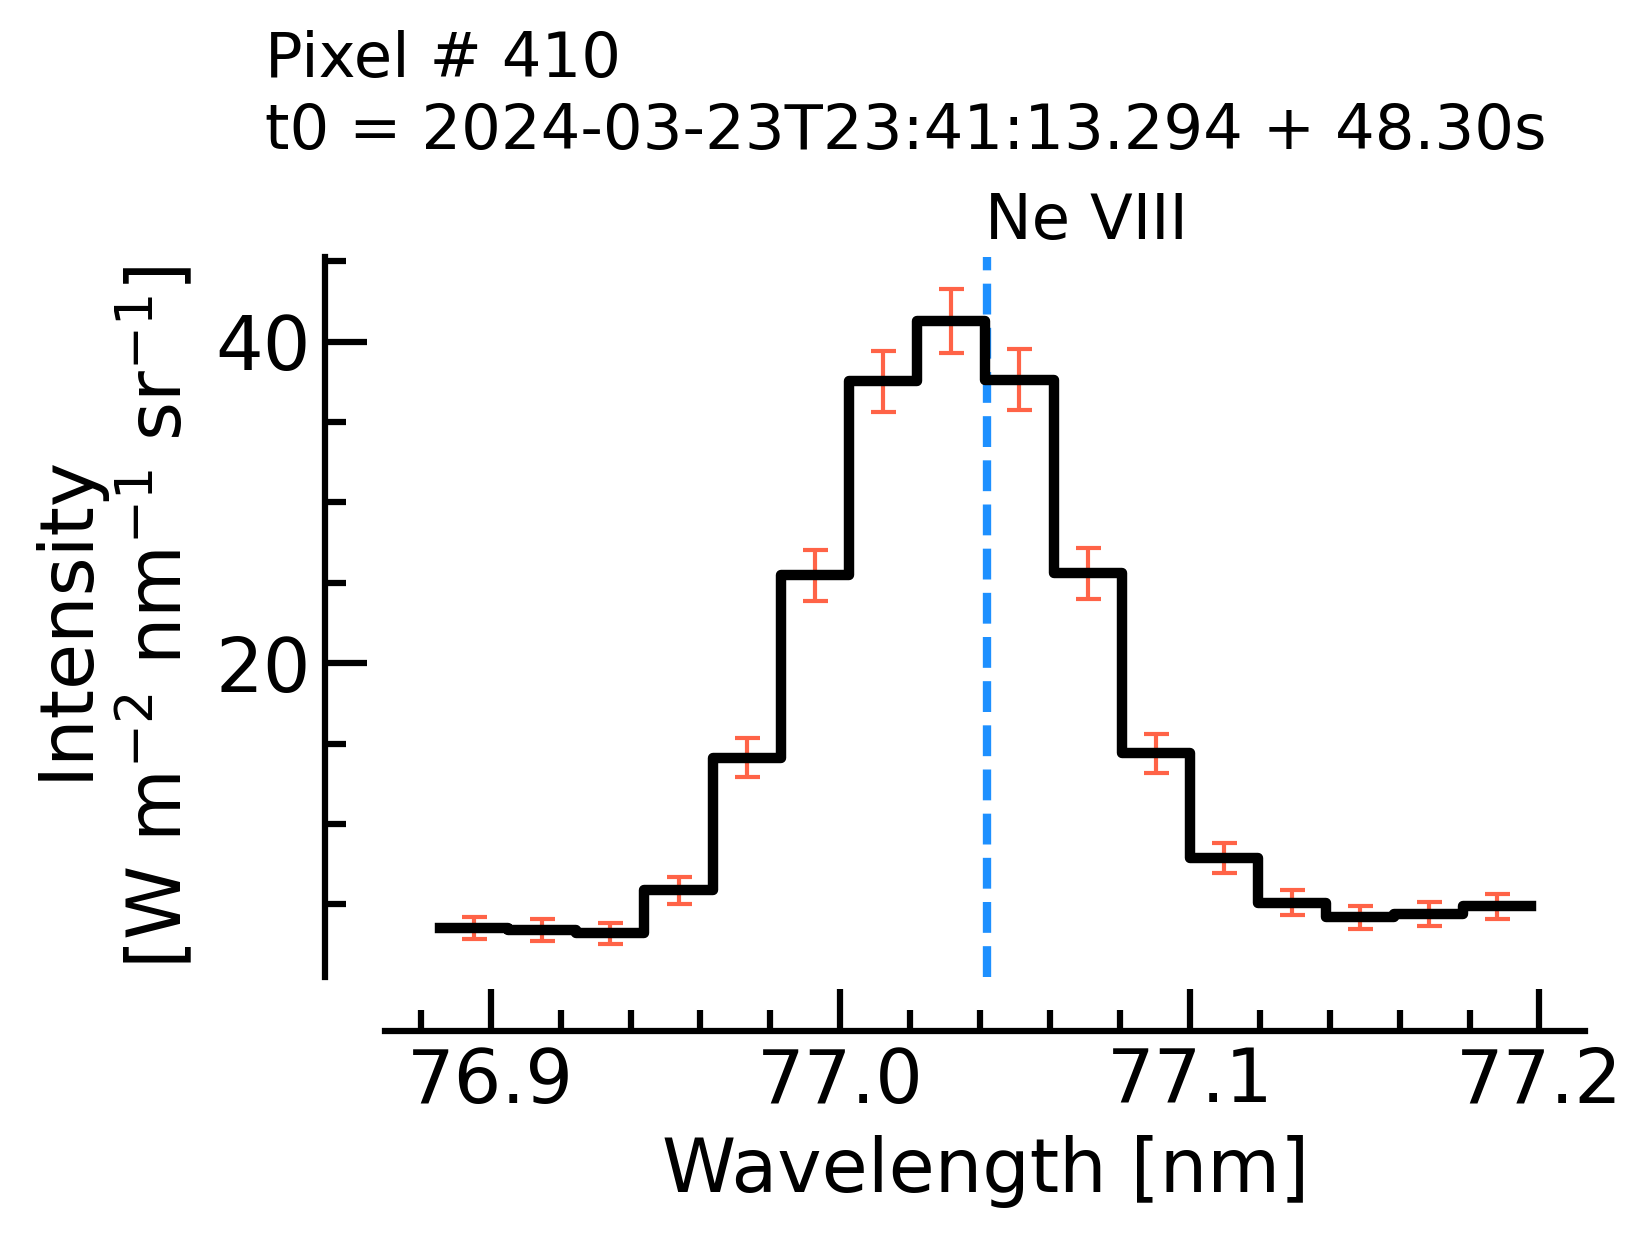 Pixel # 410
t0 = 2024-03-23T23:41:13.294 + 48.30s
Ne VIII
Intensity
[W m⁻² nm⁻¹ sr⁻¹]
40
20
76.9 77.0 77.1 77.2
Wavelength [nm]